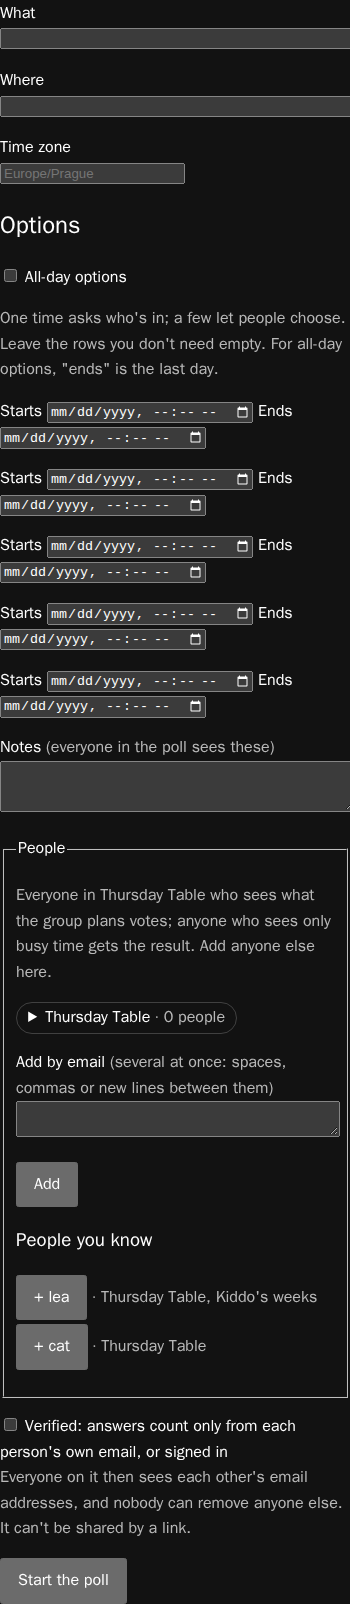 What
Where
Time zone
Europe/Prague
Options
All-day options
One time asks who's in; a few let people choose.
Leave the rows you don't need empty. For all-day
options, "ends" is the last day.
Starts mm/dd/yyyy, --:-- -- Ends
mm/dd/yyyy, --:-- --
Starts mm/dd/yyyy, --:-- -- Ends
mm/dd/yyyy, --:-- --
Starts mm/dd/yyyy, --:-- -- Ends
mm/dd/yyyy, --:-- --
Starts mm/dd/yyyy, --:-- -- Ends
mm/dd/yyyy, --:-- --
Starts mm/dd/yyyy, --:-- -- Ends
mm/dd/yyyy, --:-- --
Notes (everyone in the poll sees these)
People
Everyone in Thursday Table who sees what
the group plans votes; anyone who sees only
busy time gets the result. Add anyone else
here.
Thursday Table · 0 people
Add by email (several at once: spaces,
commas or new lines between them)
Add
People you know
+ lea · Thursday Table, Kiddo's weeks
+ cat · Thursday Table
Verified: answers count only from each
person's own email, or signed in
Everyone on it then sees each other's email
addresses, and nobody can remove anyone else.
It can't be shared by a link.
Start the poll